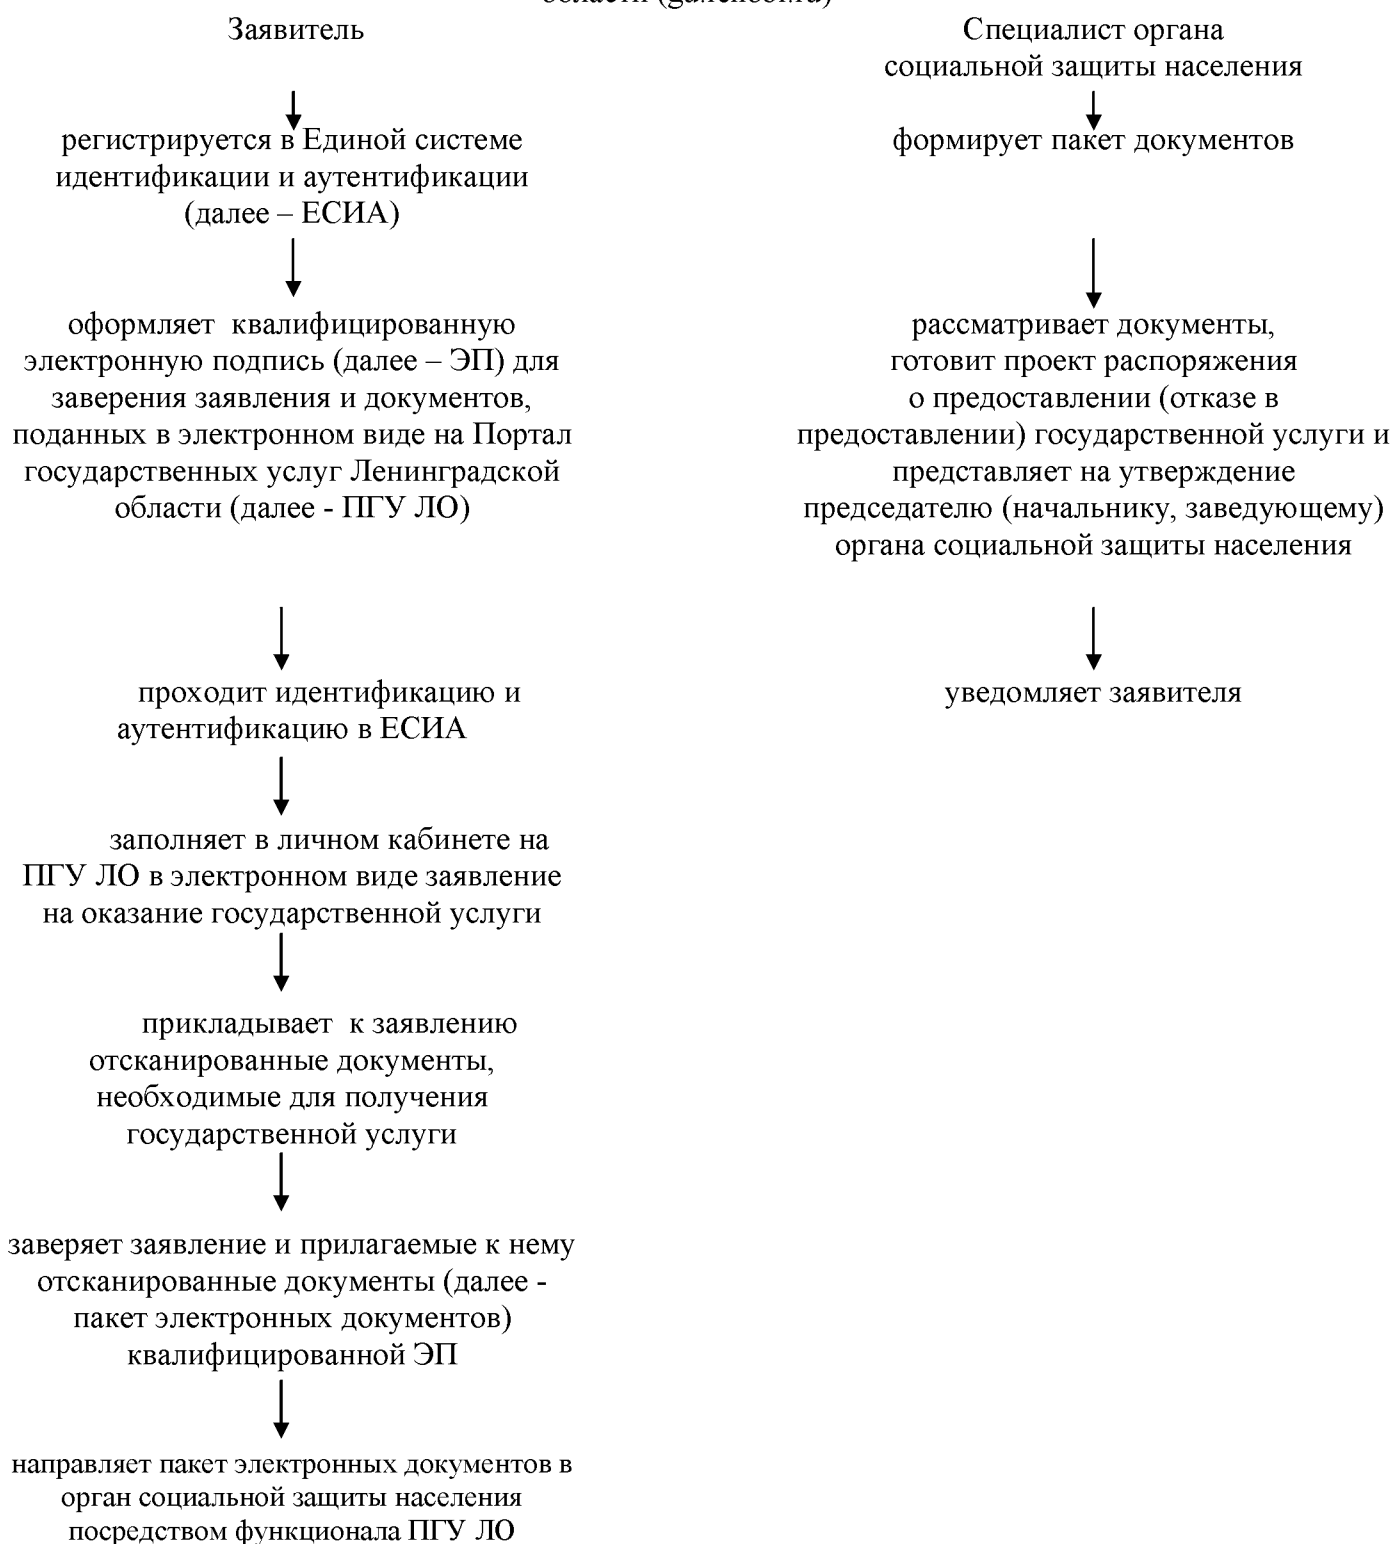 Заявитель
регистрируется в Единой системе
идентификации и аутентификации
(далее – ЕСИА)
оформляет квалифицированную
электронную подпись (далее – ЭП) для
заверения заявления и документов,
поданных в электронном виде на Портал
государственных услуг Ленинградской
области (далее - ПГУ ЛО)
проходит идентификацию и
аутентификацию в ЕСИА
заполняет в личном кабинете на
ПГУ ЛО в электронном виде заявление
на оказание государственной услуги
прикладывает к заявлению
отсканированные документы,
необходимые для получения
государственной услуги
заверяет заявление и прилагаемые к нему
отсканированные документы (далее -
пакет электронных документов)
квалифицированной ЭП
направляет пакет электронных документов в
орган социальной защиты населения
посредством функционала ПГУ ЛО
Специалист органа
социальной защиты населения
формирует пакет документов
рассматривает документы,
готовит проект распоряжения
о предоставлении (отказе в
предоставлении) государственной услуги и
представляет на утверждение
председателю (начальнику, заведующему)
органа социальной защиты населения
уведомляет заявителя